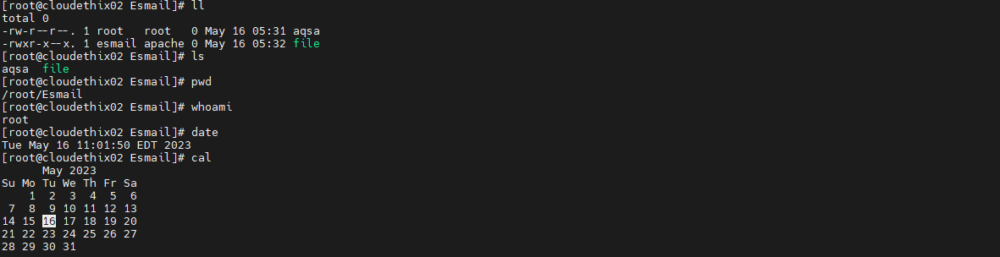 [root@cloudethix02 Esmail]# ll
total 0
-rw-r--r--. 1 root   root   0 May 16 05:31 aqsa
-rwxr-x--x. 1 esmail apache 0 May 16 05:32 file
[root@cloudethix02 Esmail]# ls
aqsa  file
[root@cloudethix02 Esmail]# pwd
/root/Esmail
[root@cloudethix02 Esmail]# whoami
root
[root@cloudethix02 Esmail]# date
Tue May 16 11:01:50 EDT 2023
[root@cloudethix02 Esmail]# cal
      May 2023
Su Mo Tu We Th Fr Sa
    1  2  3  4  5  6
 7  8  9 10 11 12 13
14 15 16 17 18 19 20
21 22 23 24 25 26 27
28 29 30 31